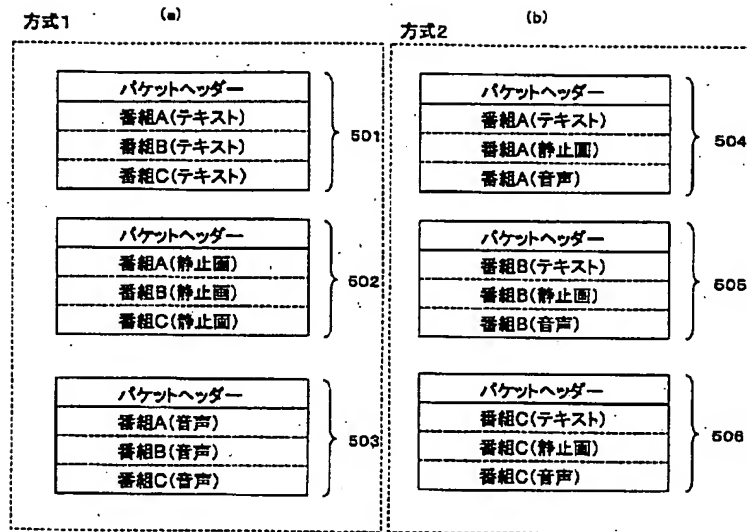 方式1
(a)
パケットヘッダー
番組A(テキスト)
番組B(テキスト)
番組C(テキスト)
501
パケットヘッダー
番組A(静止画)
番組B(静止画)
番組C(静止画)
502
パケットヘッダー
番組A(音声)
番組B(音声)
番組C(音声)
503
方式2
(b)
パケットヘッダー
番組A(テキスト)
番組A(静止画)
番組A(音声)
504
パケットヘッダー
番組B(テキスト)
番組B(静止画)
番組B(音声)
505
パケットヘッダー
番組C(テキスト)
番組C(静止画)
番組C(音声)
506